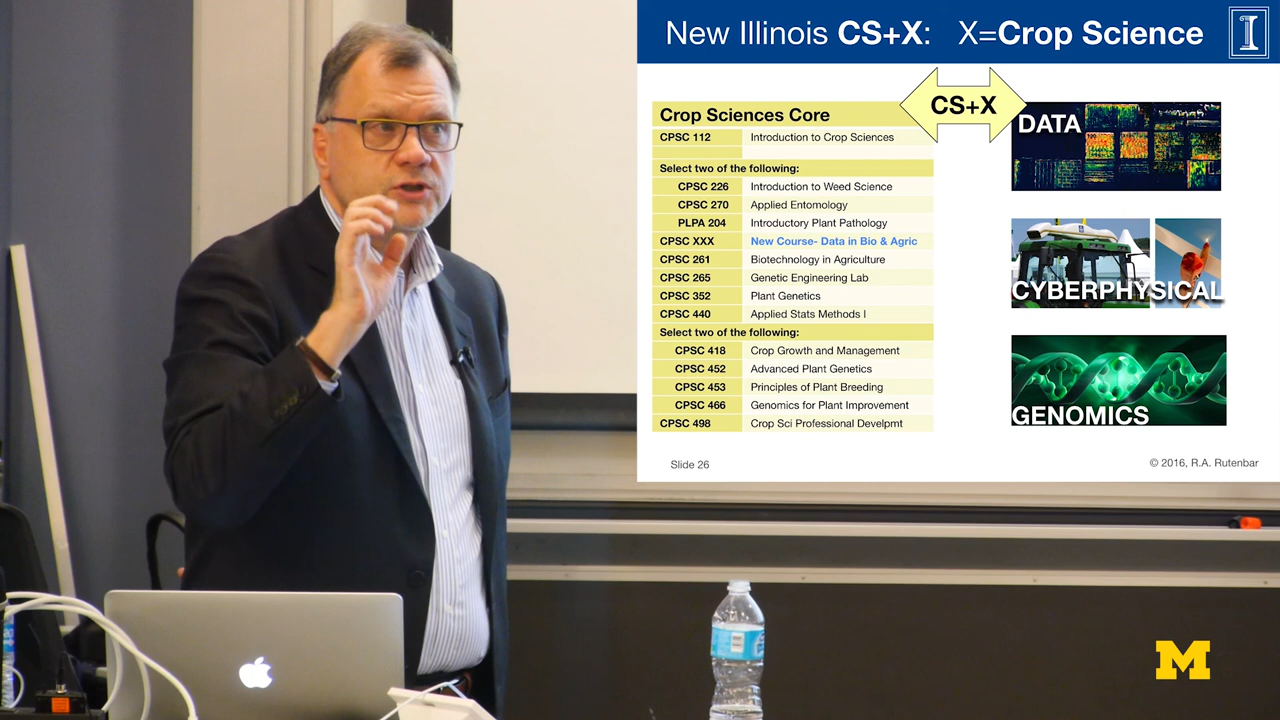 New Illinois CS+X: X=Crop Science
I
CS+X
Crop Sciences Core
CPSC 112 Introduction to Crop Sciences
Select two of the following:
CPSC 226 Introduction to Weed Science
CPSC 270 Applied Entomology
PLPA 204 Introductory Plant Pathology
CPSC XXX New Course- Data in Bio & Agric
CPSC 261 Biotechnology in Agriculture
CPSC 265 Genetic Engineering Lab
CPSC 352 Plant Genetics
CPSC 440 Applied Stats Methods I
Select two of the following:
CPSC 418 Crop Growth and Management
CPSC 452 Advanced Plant Genetics
CPSC 453 Principles of Plant Breeding
CPSC 466 Genomics for Plant Improvement
CPSC 498 Crop Sci Professional Develpmt
DATA
CYBERPHYSICAL
GENOMICS
Slide 26
© 2016, R.A. Rutenbar
M